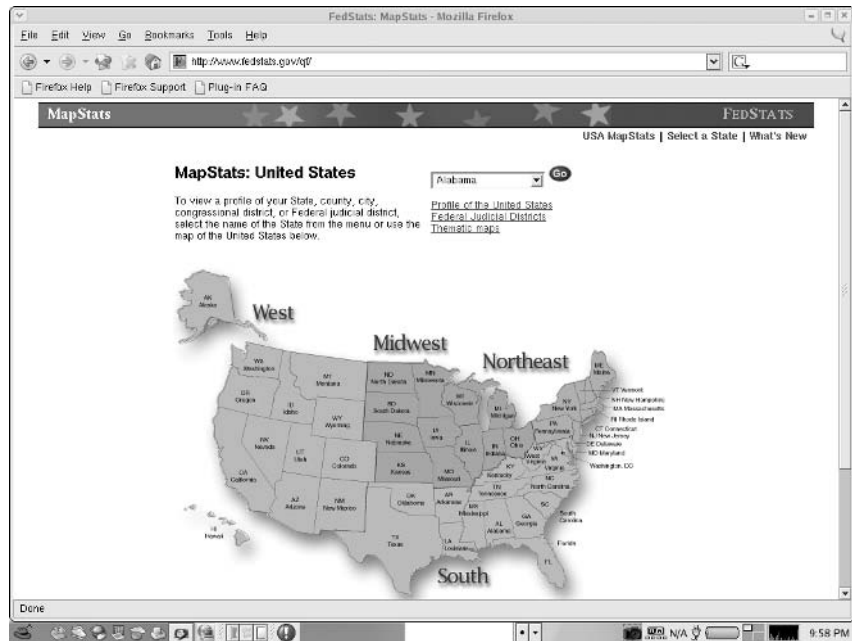 FedStats: MapStats - Mozilla Firefox
File Edit View Go Bookmarks Tools Help
http://www.fedstats.gov/qf/
Firefox Help Firefox Support Plug-in FAQ
MapStats FEDSTATS
USA MapStats | Select a State | What's New
MapStats: United States
Alabama Go
To view a profile of your State, county, city,
congressional district, or Federal judicial district,
select the name of the State from the menu or use the
map of the United States below.
Profile of the United States
Federal Judicial Districts
Thematic maps
AK
Alaska
West
Midwest
Northeast
WA
Washington
MT
Montana
ND
North Dakota
MN
Minnesota
ME
Maine
OR
Oregon
ID
Idaho
WY
Wyoming
SD
South Dakota
WI
Wisconsin
MI
Michigan
NY
New York
VT Vermont
NH New Hampshire
MA Massachusetts
RI Rhode Island
CT Connecticut
NJ New Jersey
DE Delaware
MD Maryland
Washington, DC
NV
Nevada
UT
Utah
CO
Colorado
NE
Nebraska
IA
Iowa
IL
Illinois
IN
Indiana
OH
Ohio
PA
Pennsylvania
WV
West
Virginia
VA
Virginia
CA
California
AZ
Arizona
NM
New Mexico
KS
Kansas
MO
Missouri
KY
Kentucky
TN
Tennessee
NC
North Carolina
OK
Oklahoma
AR
Arkansas
SC
South
Carolina
TX
Texas
LA
Louisiana
MS
Mississippi
AL
Alabama
GA
Georgia
FL
Florida
HI
Hawaii
South
Done
N/A 9:58 PM